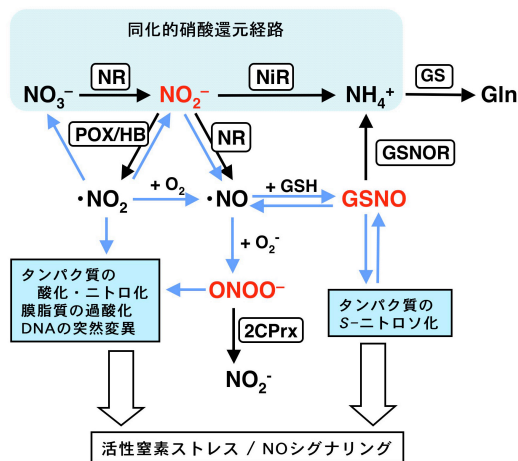 同化的硝酸還元経路
NR
NiR
GS
NO₃⁻
NO₂⁻
NH₄⁺
Gln
POX/HB
NR
GSNOR
･NO₂
+ O₂
･NO
+ GSH
GSNO
+ O₂⁻
タンパク質の
酸化・ニトロ化
膜脂質の過酸化
DNAの突然変異
ONOO⁻
タンパク質の
S-ニトロソ化
2CPrx
NO₂⁻
活性窒素ストレス / NOシグナリング